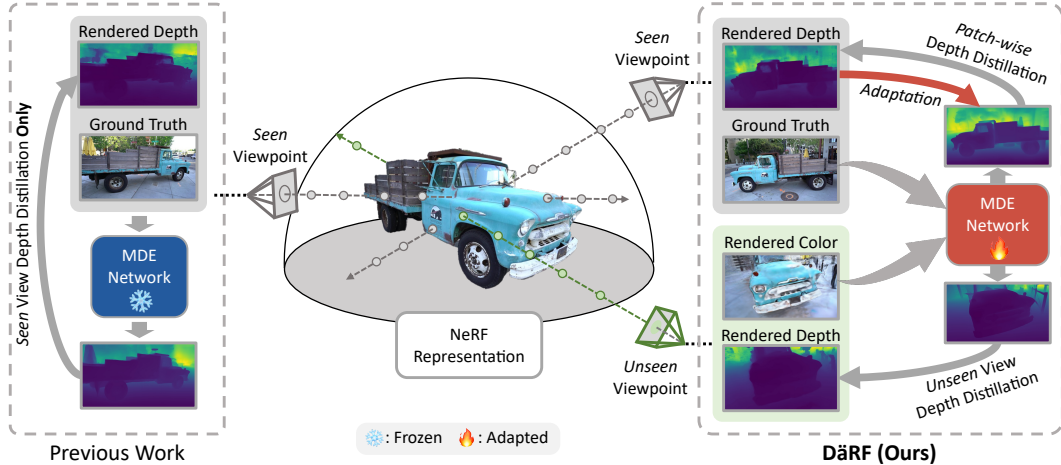 Rendered Depth
Seen View Depth Distillation Only
Ground Truth
MDE
Network
Previous Work
Seen
Viewpoint
Seen
Viewpoint
NeRF
Representation
Unseen
Viewpoint
: Frozen
: Adapted
Rendered Depth
Patch-wise
Depth Distillation
Adaptation
Ground Truth
MDE
Network
Rendered Color
Rendered Depth
Unseen View
Depth Distillation
DäRF (Ours)